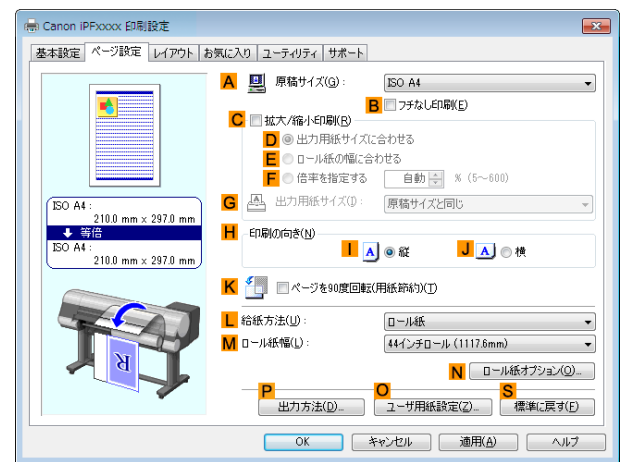 Canon iPFxxxx 印刷設定
基本設定 ページ設定 レイアウト お気に入り ユーティリティ サポート
A 原稿サイズ(G): ISO A4
B フチなし印刷(E)
C 拡大/縮小印刷(R)
D 出力用紙サイズに合わせる
E ロール紙の幅に合わせる
F 倍率を指定する 自動 % (5~600)
G 出力用紙サイズ(I): 原稿サイズと同じ
ISO A4 :
210.0 mm x 297.0 mm
等倍
ISO A4 :
210.0 mm x 297.0 mm
H 印刷の向き(N)
I A 縦 J A 横
K ページを90度回転(用紙節約)(T)
L 給紙方法(U): ロール紙
M ロール紙幅(L): 44インチロール (1117.6mm)
N ロール紙オプション(O)...
P O S
出力方法(D)... ユーザ用紙設定(Z)... 標準に戻す(F)
R
OK キャンセル 適用(A) ヘルプ